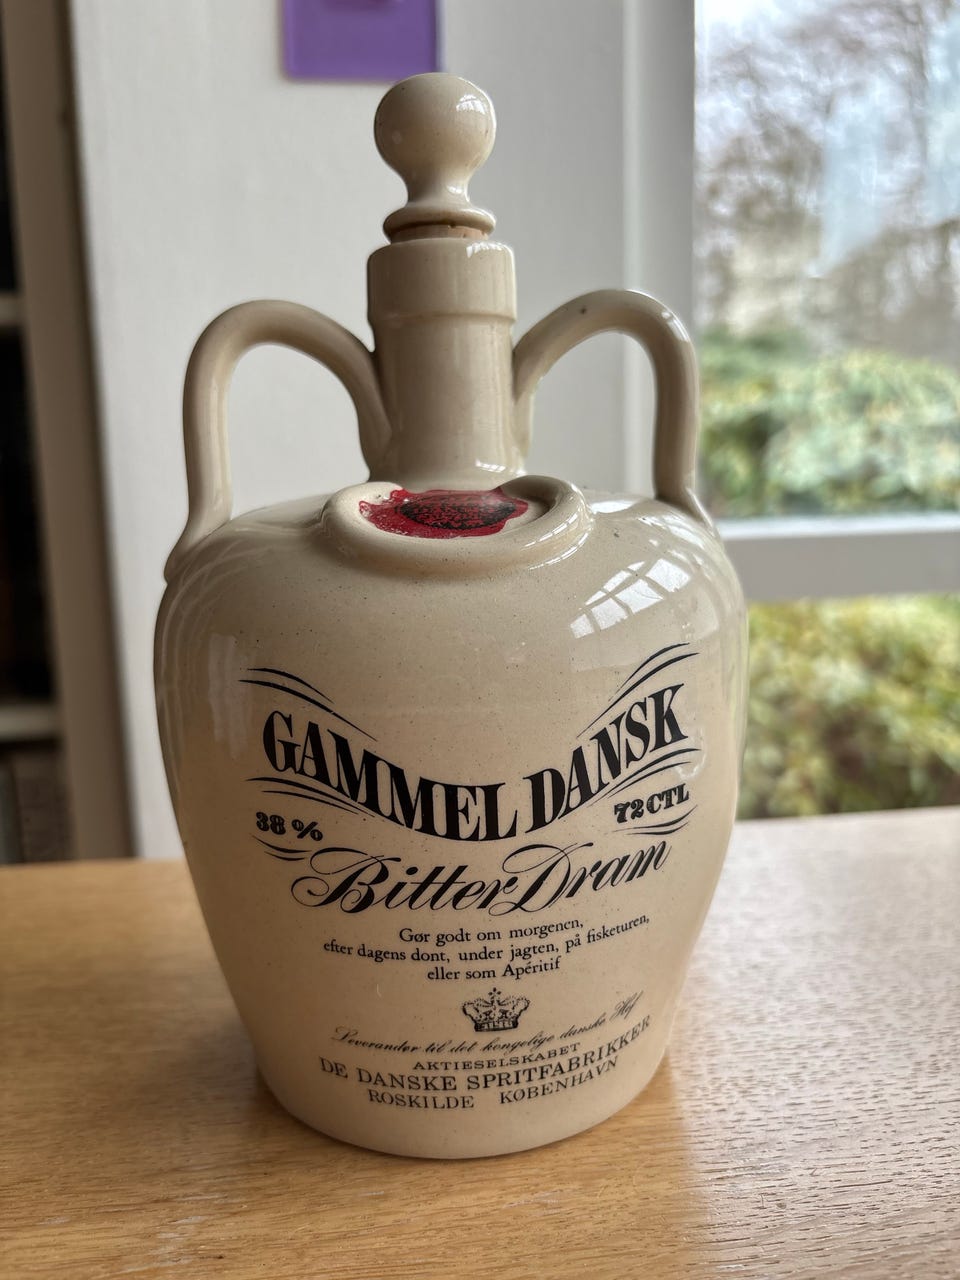 GAMMEL DANSK
38 % 72 CTL
Bitter Dram
Gør godt om morgenen,
efter dagens dont, under jagten, på fisketuren,
eller som Apéritif
Leverandør til det kongelige danske Hof
AKTIESELSKABET
DE DANSKE SPRITFABRIKKER
ROSKILDE KØBENHAVN